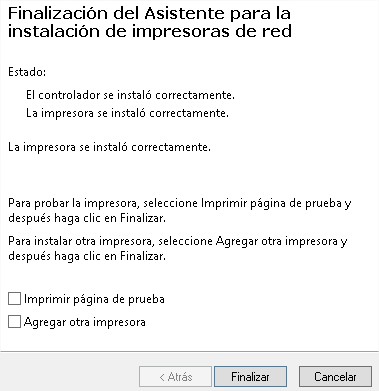 Finalización del Asistente para la
instalación de impresoras de red
Estado:
El controlador se instaló correctamente.
La impresora se instaló correctamente.
La impresora se instaló correctamente.
Para probar la impresora, seleccione Imprimir página de prueba y
después haga clic en Finalizar.
Para instalar otra impresora, seleccione Agregar otra impresora y
después haga clic en Finalizar.
Imprimir página de prueba
Agregar otra impresora
< Atrás Finalizar Cancelar